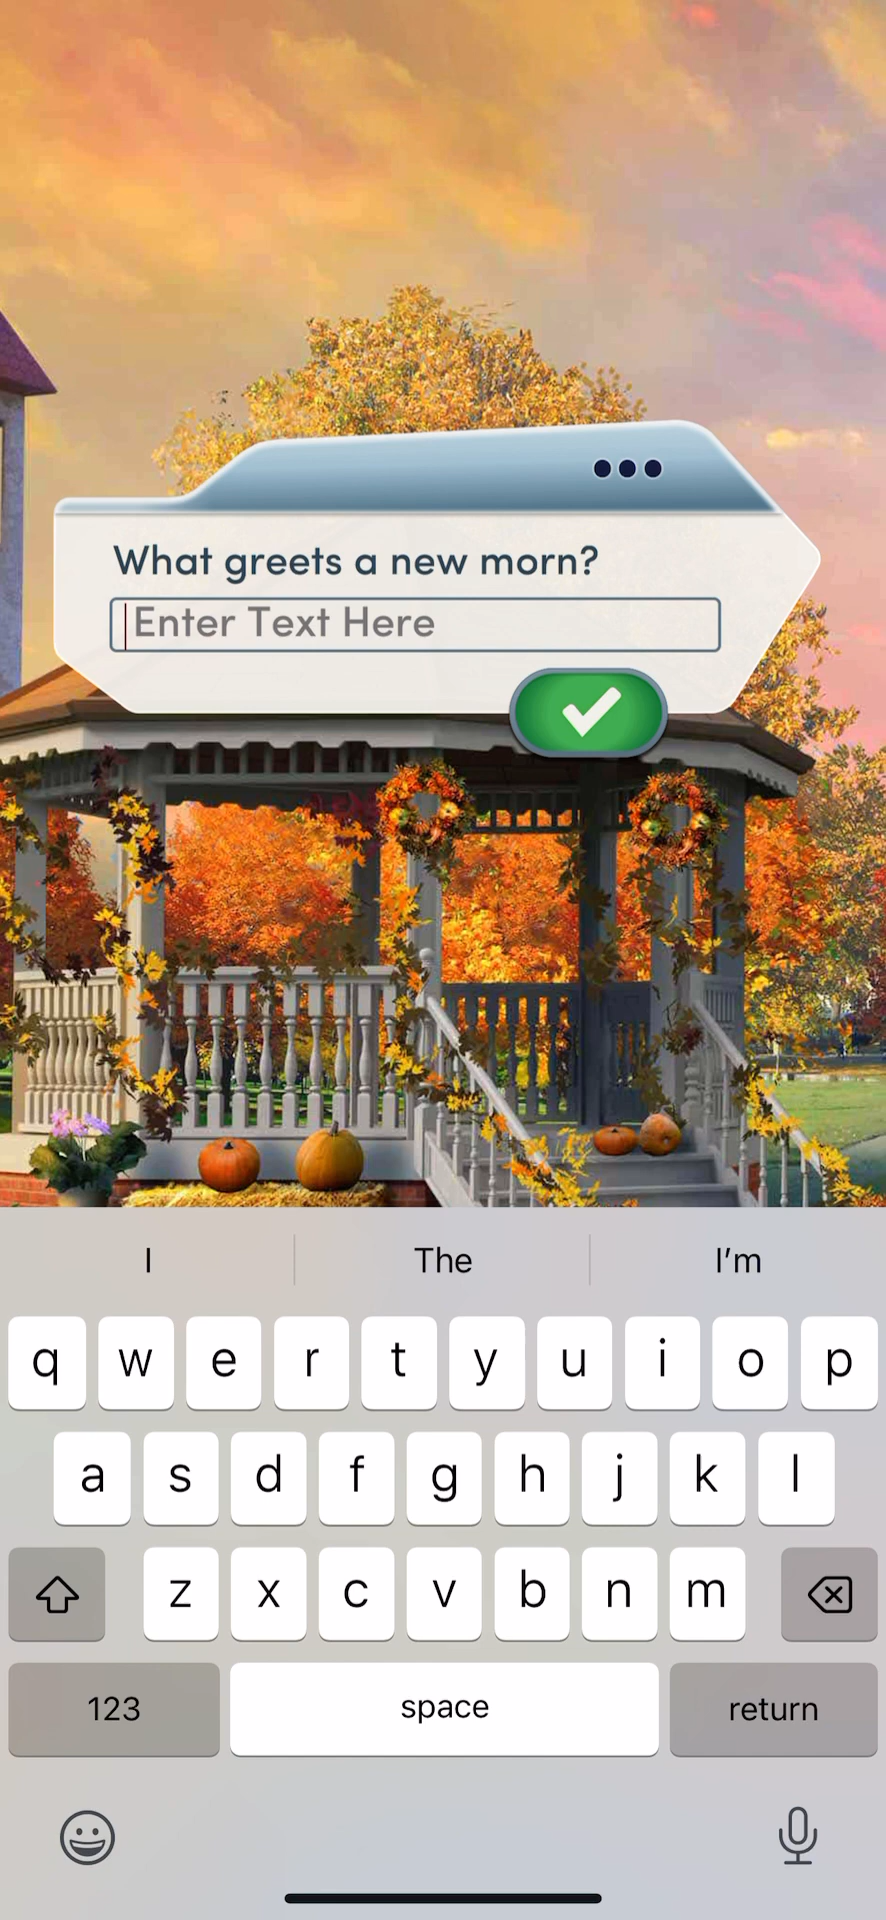 What greets a new morn?
Enter Text Here
I The I’m
q w e r t y u i o p
a s d f g h j k l
z x c v b n m
123 space return